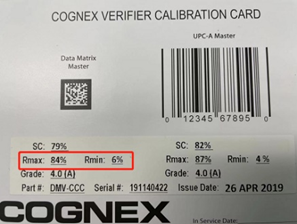 COGNEX VERIFIER CALIBRATION CARD
Data Matrix
Master
UPC-A Master
0 12345 67895 0
SC: 79%
Rmax: 84% Rmin: 6%
Grade: 4.0 (A)
SC: 82%
Rmax: 87% Rmin: 4%
Grade: 4.0 (A)
Part #: DMV-CCC Serial #: 191140422 Issue Date: 26 APR 2019
COGNEX
In Service Date: